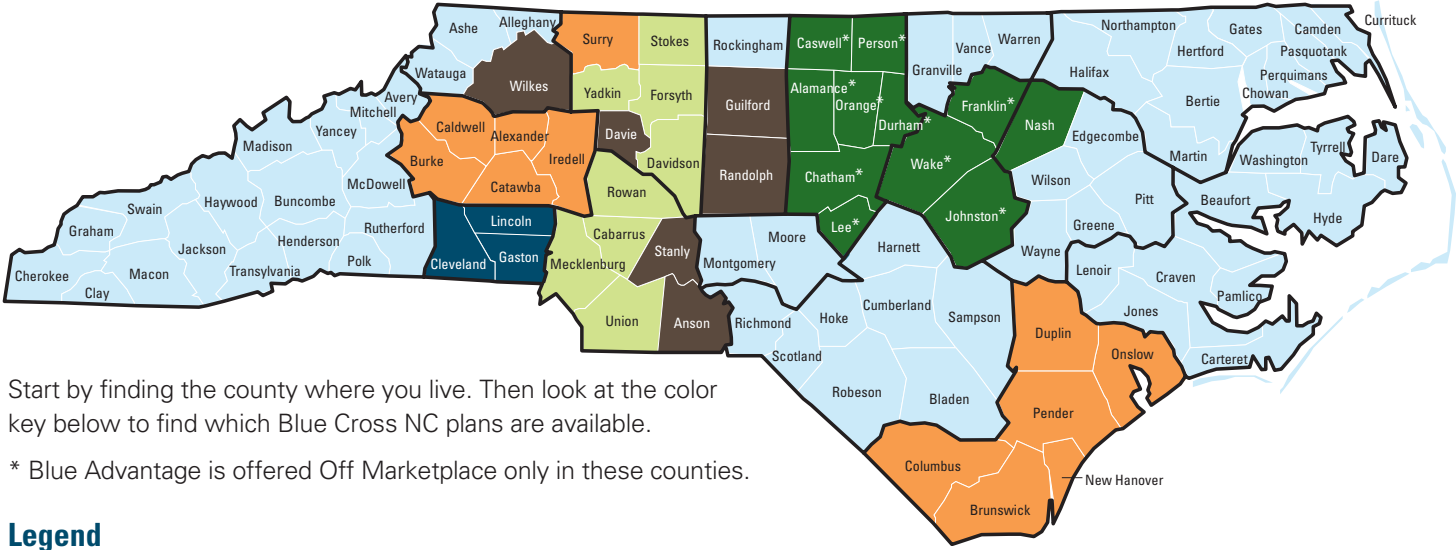 Currituck
Alleghany
Ashe
Northampton
Gates
Camden
Surry
Stokes
Rockingham
Caswell*
Person*
Vance
Warren
Hertford
Pasquotank
Watauga
Wilkes
Granville
Halifax
Perquimans
Yadkin
Forsyth
Alamance*
Orange*
Chowan
Bertie
Avery
Mitchell
Guilford
Franklin*
Yancey
Caldwell
Alexander
Davie
Durham*
Nash
Edgecombe
Madison
Burke
Iredell
Davidson
Wake*
Martin
Washington
Tyrrell
Dare
McDowell
Catawba
Randolph
Chatham*
Wilson
Haywood
Buncombe
Rowan
Pitt
Beaufort
Swain
Lincoln
Johnston*
Greene
Hyde
Graham
Rutherford
Cabarrus
Lee*
Jackson
Henderson
Stanly
Moore
Harnett
Wayne
Cherokee
Macon
Transylvania
Polk
Cleveland
Gaston
Mecklenburg
Montgomery
Lenoir
Craven
Clay
Pamlico
Cumberland
Jones
Union
Anson
Richmond
Hoke
Sampson
Duplin
Onslow
Scotland
Carteret
Robeson
Bladen
Pender
Columbus
New Hanover
Brunswick
Start by finding the county where you live. Then look at the color
key below to find which Blue Cross NC plans are available.
* Blue Advantage is offered Off Marketplace only in these counties.
Legend